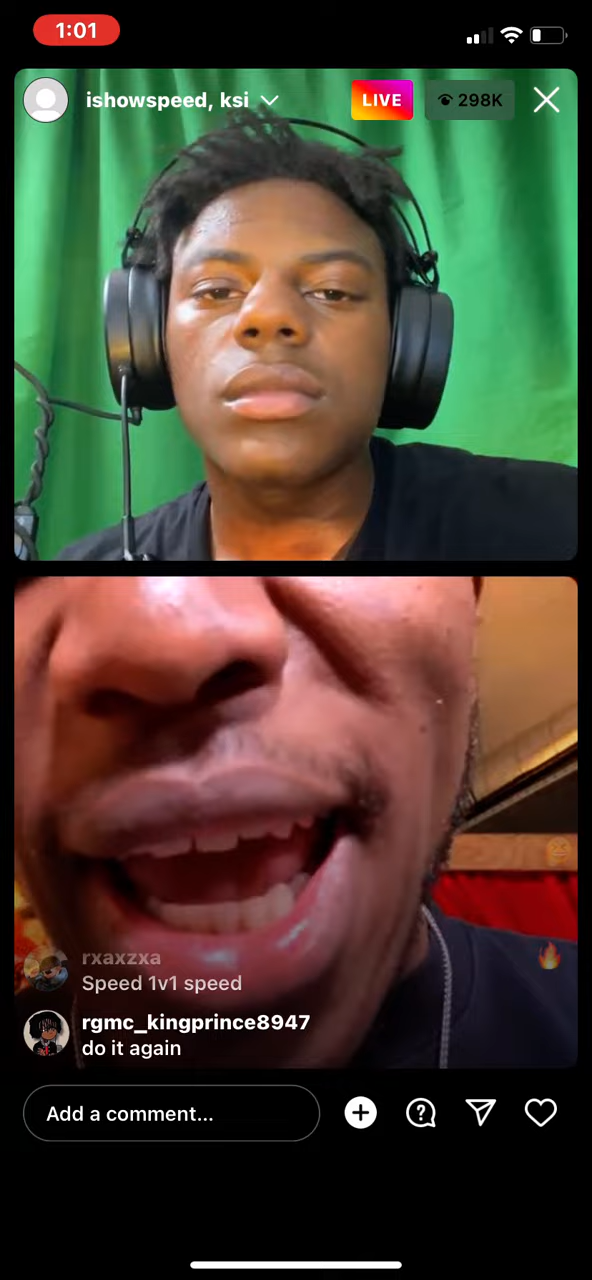 1:01
ishowspeed, ksi
LIVE
298K
rxaxzxa
Speed 1v1 speed
rgmc_kingprince8947
do it again
Add a comment...